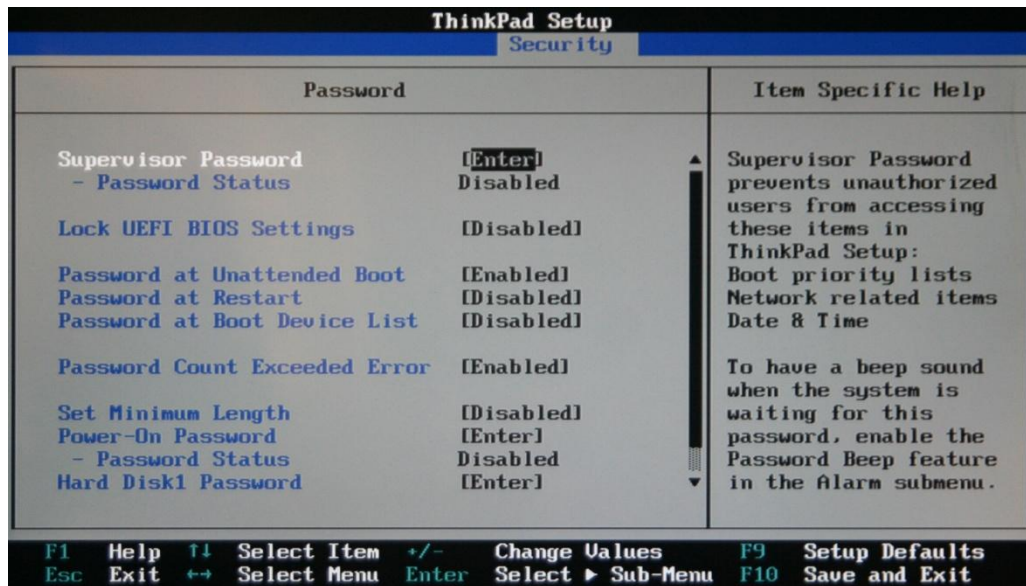 ThinkPad Setup
Security
Password
Item Specific Help
Supervisor Password [Enter]
- Password Status Disabled
Lock UEFI BIOS Settings [Disabled]
Password at Unattended Boot [Enabled]
Password at Restart [Disabled]
Password at Boot Device List [Disabled]
Password Count Exceeded Error [Enabled]
Set Minimum Length [Disabled]
Power-On Password [Enter]
- Password Status Disabled
Hard Disk1 Password [Enter]
Supervisor Password
prevents unauthorized
users from accessing
these items in
ThinkPad Setup:
Boot priority lists
Network related items
Date & Time
To have a beep sound
when the system is
waiting for this
password, enable the
Password Beep feature
in the Alarm submenu.
F1 Help ↑↓ Select Item +/- Change Values F9 Setup Defaults
Esc Exit ←→ Select Menu Enter Select ▶ Sub-Menu F10 Save and Exit